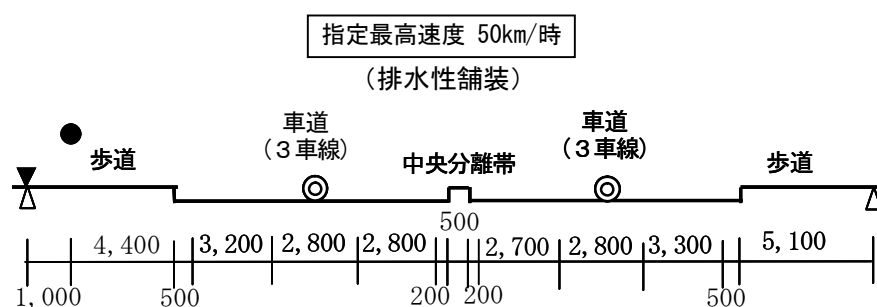 指定最高速度 50km/時
(排水性舗装)
車道
(3車線)
車道
(3車線)
歩道
中央分離帯
歩道
500
4,400
3,200
2,800
2,800
2,700
2,800
3,300
5,100
1,000
500
200
200
500